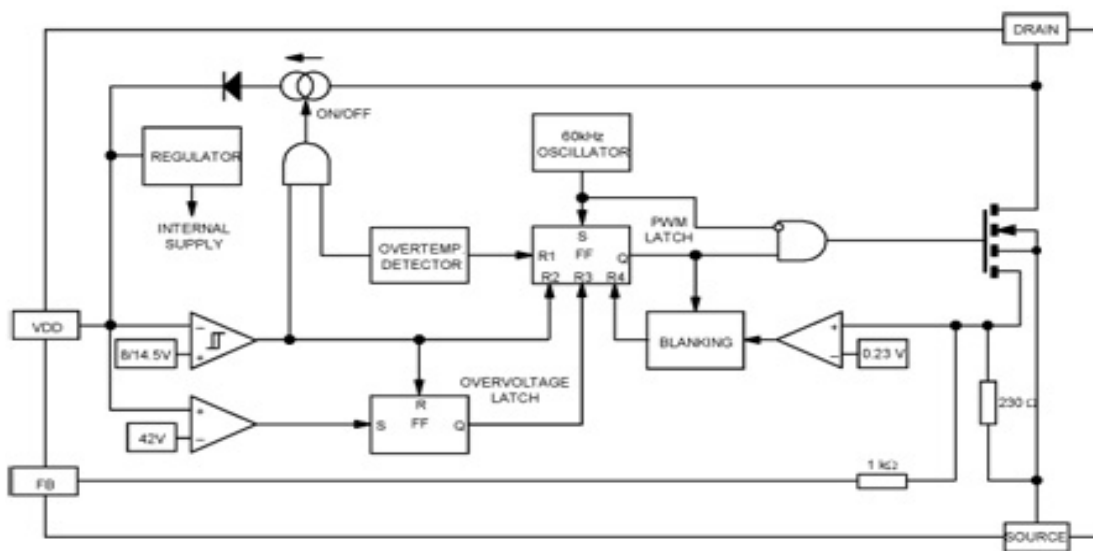 DRAIN
ON/OFF
60kHz
OSCILLATOR
REGULATOR
INTERNAL
SUPPLY
PWM
LATCH
OVERTEMP
DETECTOR
S
R1 FF Q
R2 R3 R4
VDD
8/14.5V
BLANKING
0.23 V
OVERVOLTAGE
LATCH
R
FF
S Q
42V
230 Ω
1 kΩ
FB
SOURCE